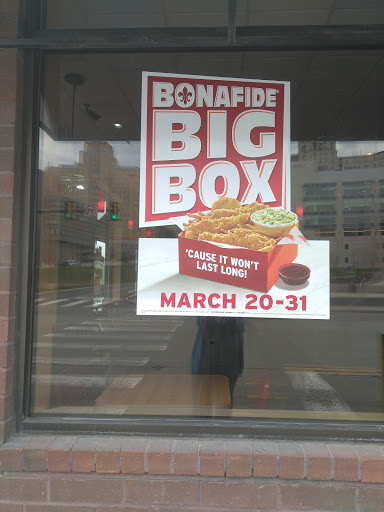 BONAFIDE
BIG
BOX
'CAUSE IT WON'T
LAST LONG!
MARCH 20-31